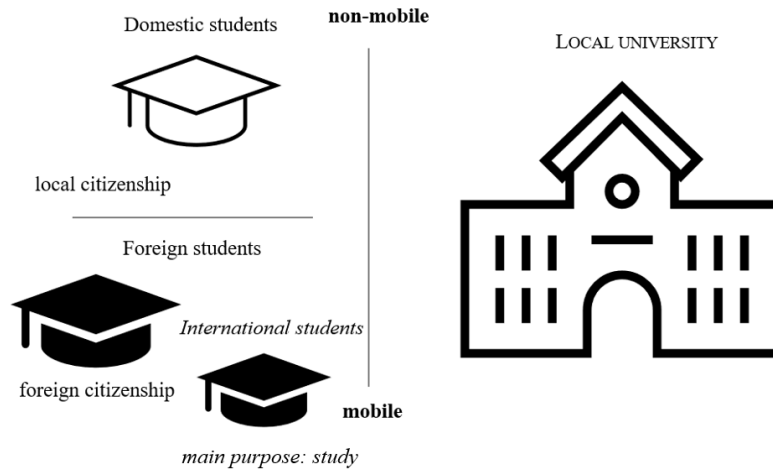 Domestic students
non-mobile
LOCAL UNIVERSITY
local citizenship
Foreign students
International students
foreign citizenship
mobile
main purpose: study